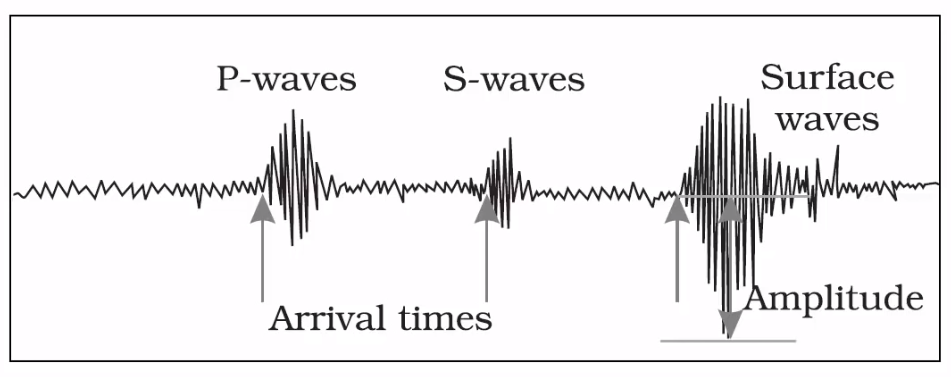 P-waves
S-waves
Surface
waves
Arrival times
Amplitude